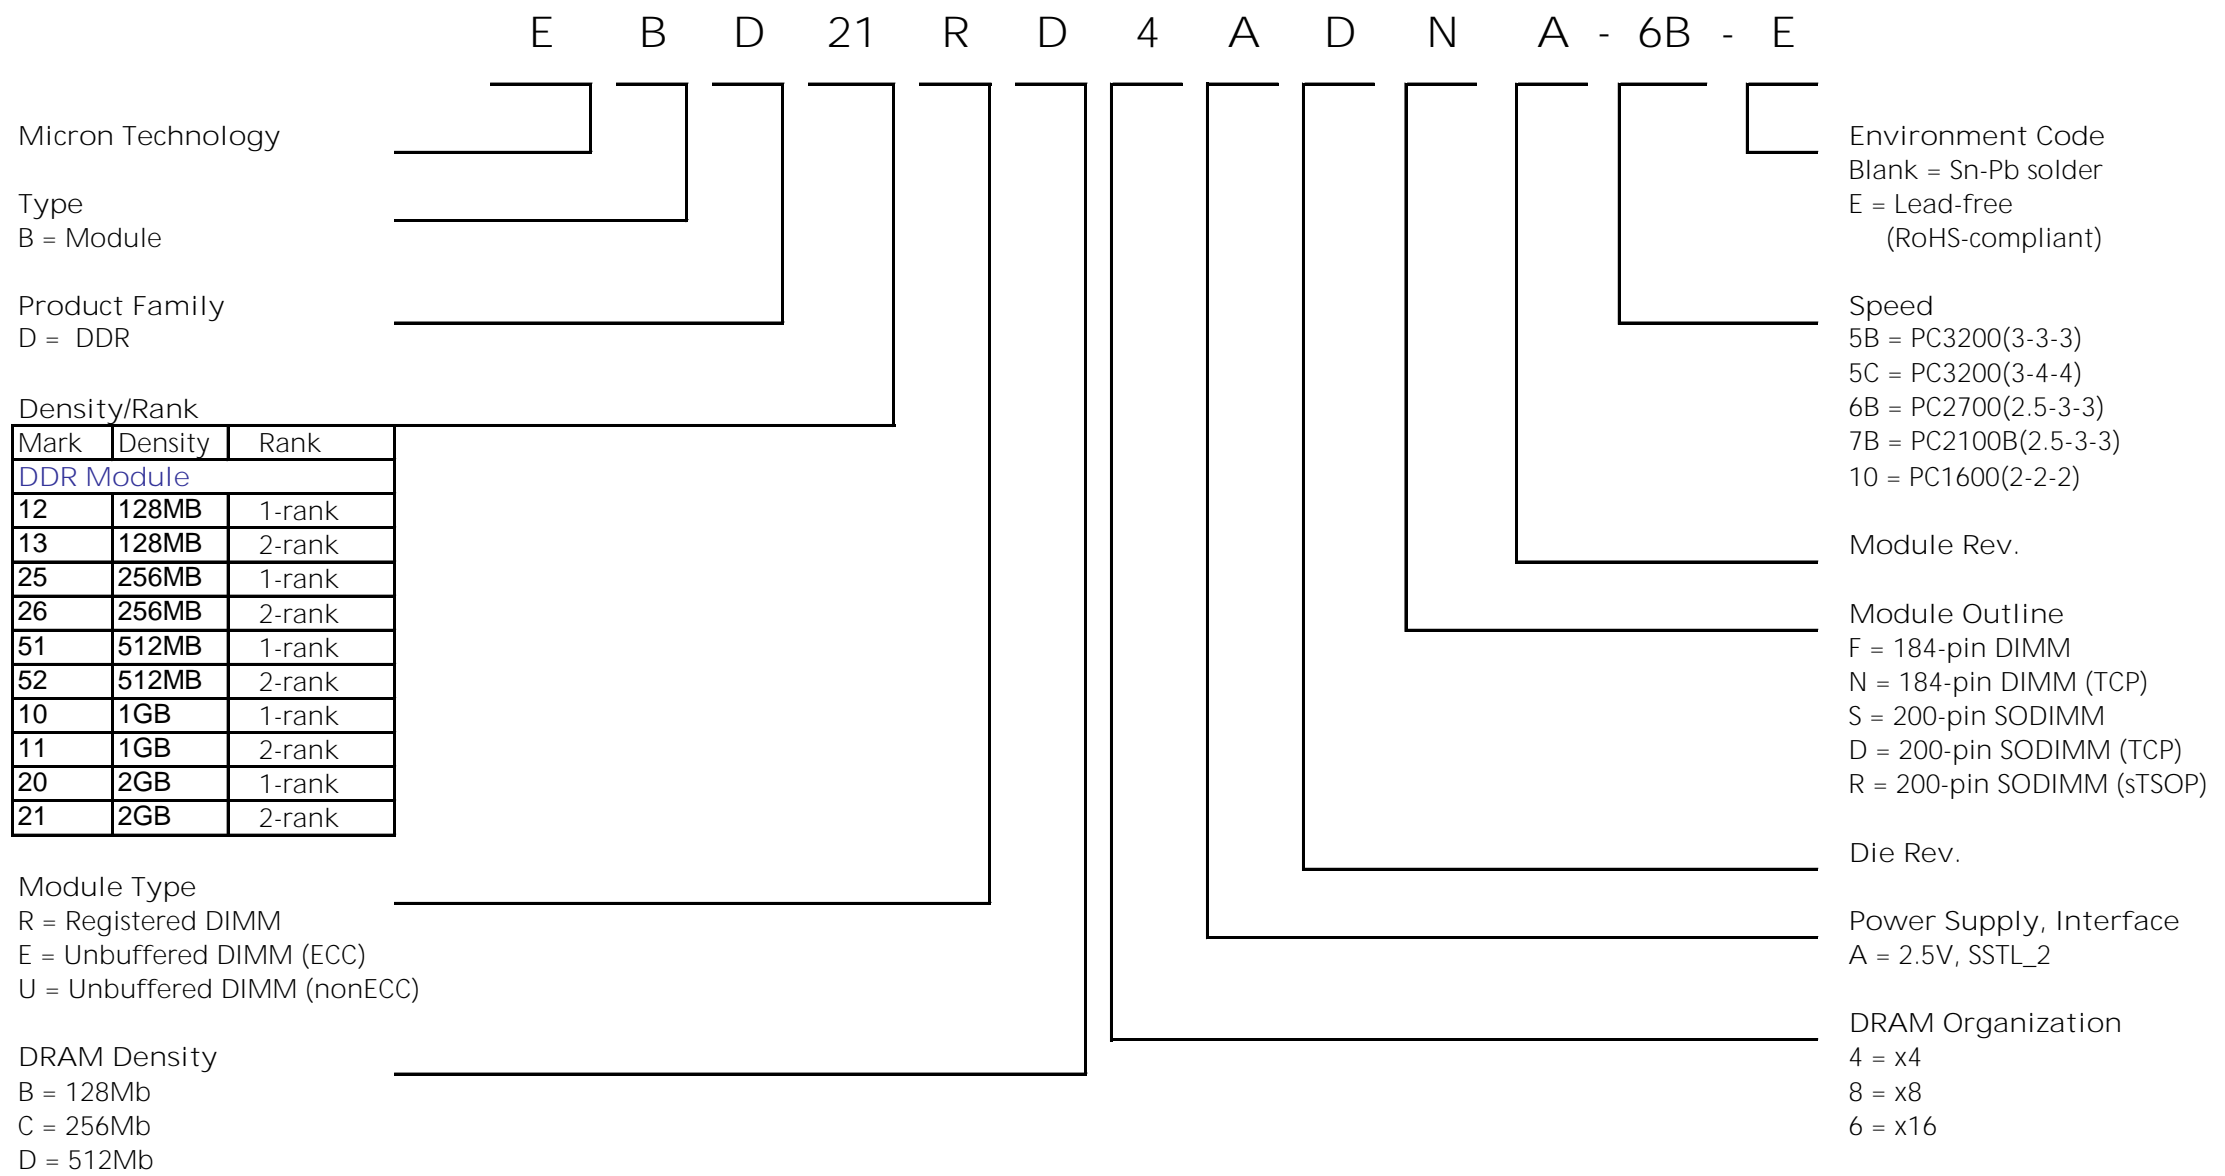 E B D 21 R D 4 A D N A - 6B - E
Micron Technology
Type
B = Module
Product Family
D = DDR
Density/Rank
Mark Density Rank
DDR Module
12 128MB 1-rank
13 128MB 2-rank
25 256MB 1-rank
26 256MB 2-rank
51 512MB 1-rank
52 512MB 2-rank
10 1GB 1-rank
11 1GB 2-rank
20 2GB 1-rank
21 2GB 2-rank
Module Type
R = Registered DIMM
E = Unbuffered DIMM (ECC)
U = Unbuffered DIMM (nonECC)
DRAM Density
B = 128Mb
C = 256Mb
D = 512Mb
Environment Code
Blank = Sn-Pb solder
E = Lead-free
(RoHS-compliant)
Speed
5B = PC3200(3-3-3)
5C = PC3200(3-4-4)
6B = PC2700(2.5-3-3)
7B = PC2100B(2.5-3-3)
10 = PC1600(2-2-2)
Module Rev.
Module Outline
F = 184-pin DIMM
N = 184-pin DIMM (TCP)
S = 200-pin SODIMM
D = 200-pin SODIMM (TCP)
R = 200-pin SODIMM (sTSOP)
Die Rev.
Power Supply, Interface
A = 2.5V, SSTL_2
DRAM Organization
4 = x4
8 = x8
6 = x16